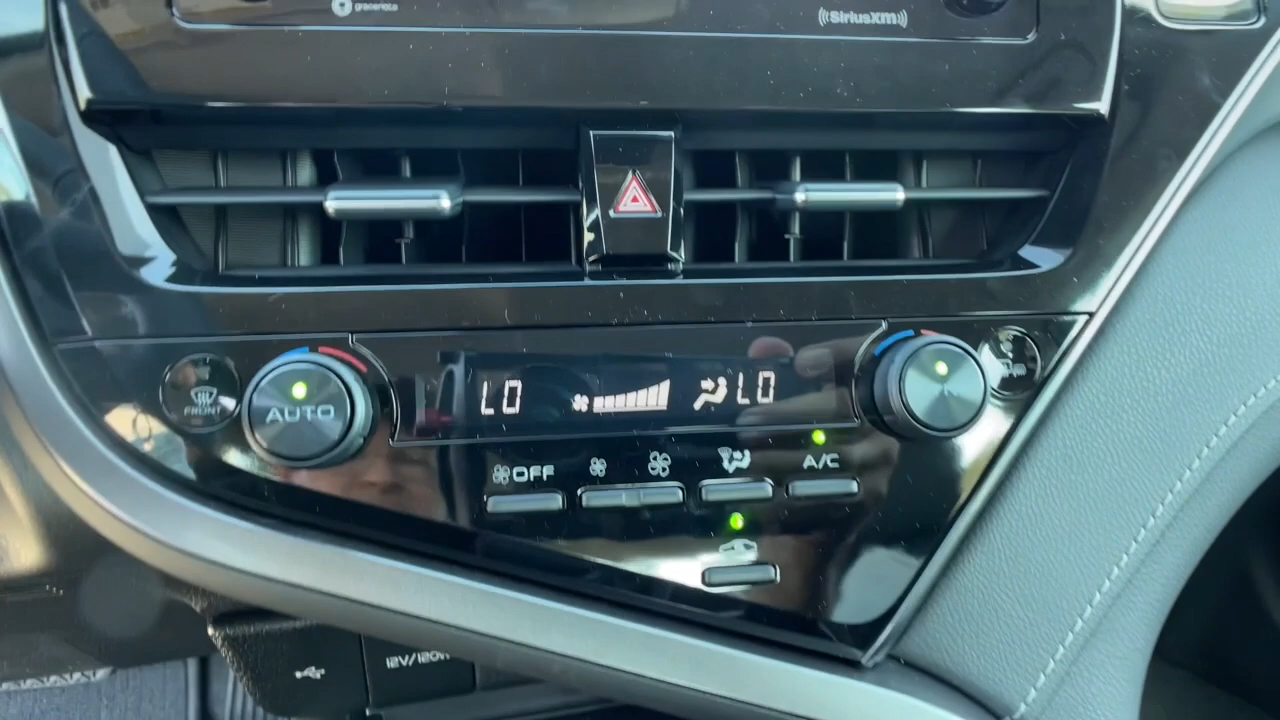 gracenote
SiriusXM
FRONT
AUTO
LO
LO
OFF
A/C
12V/120W